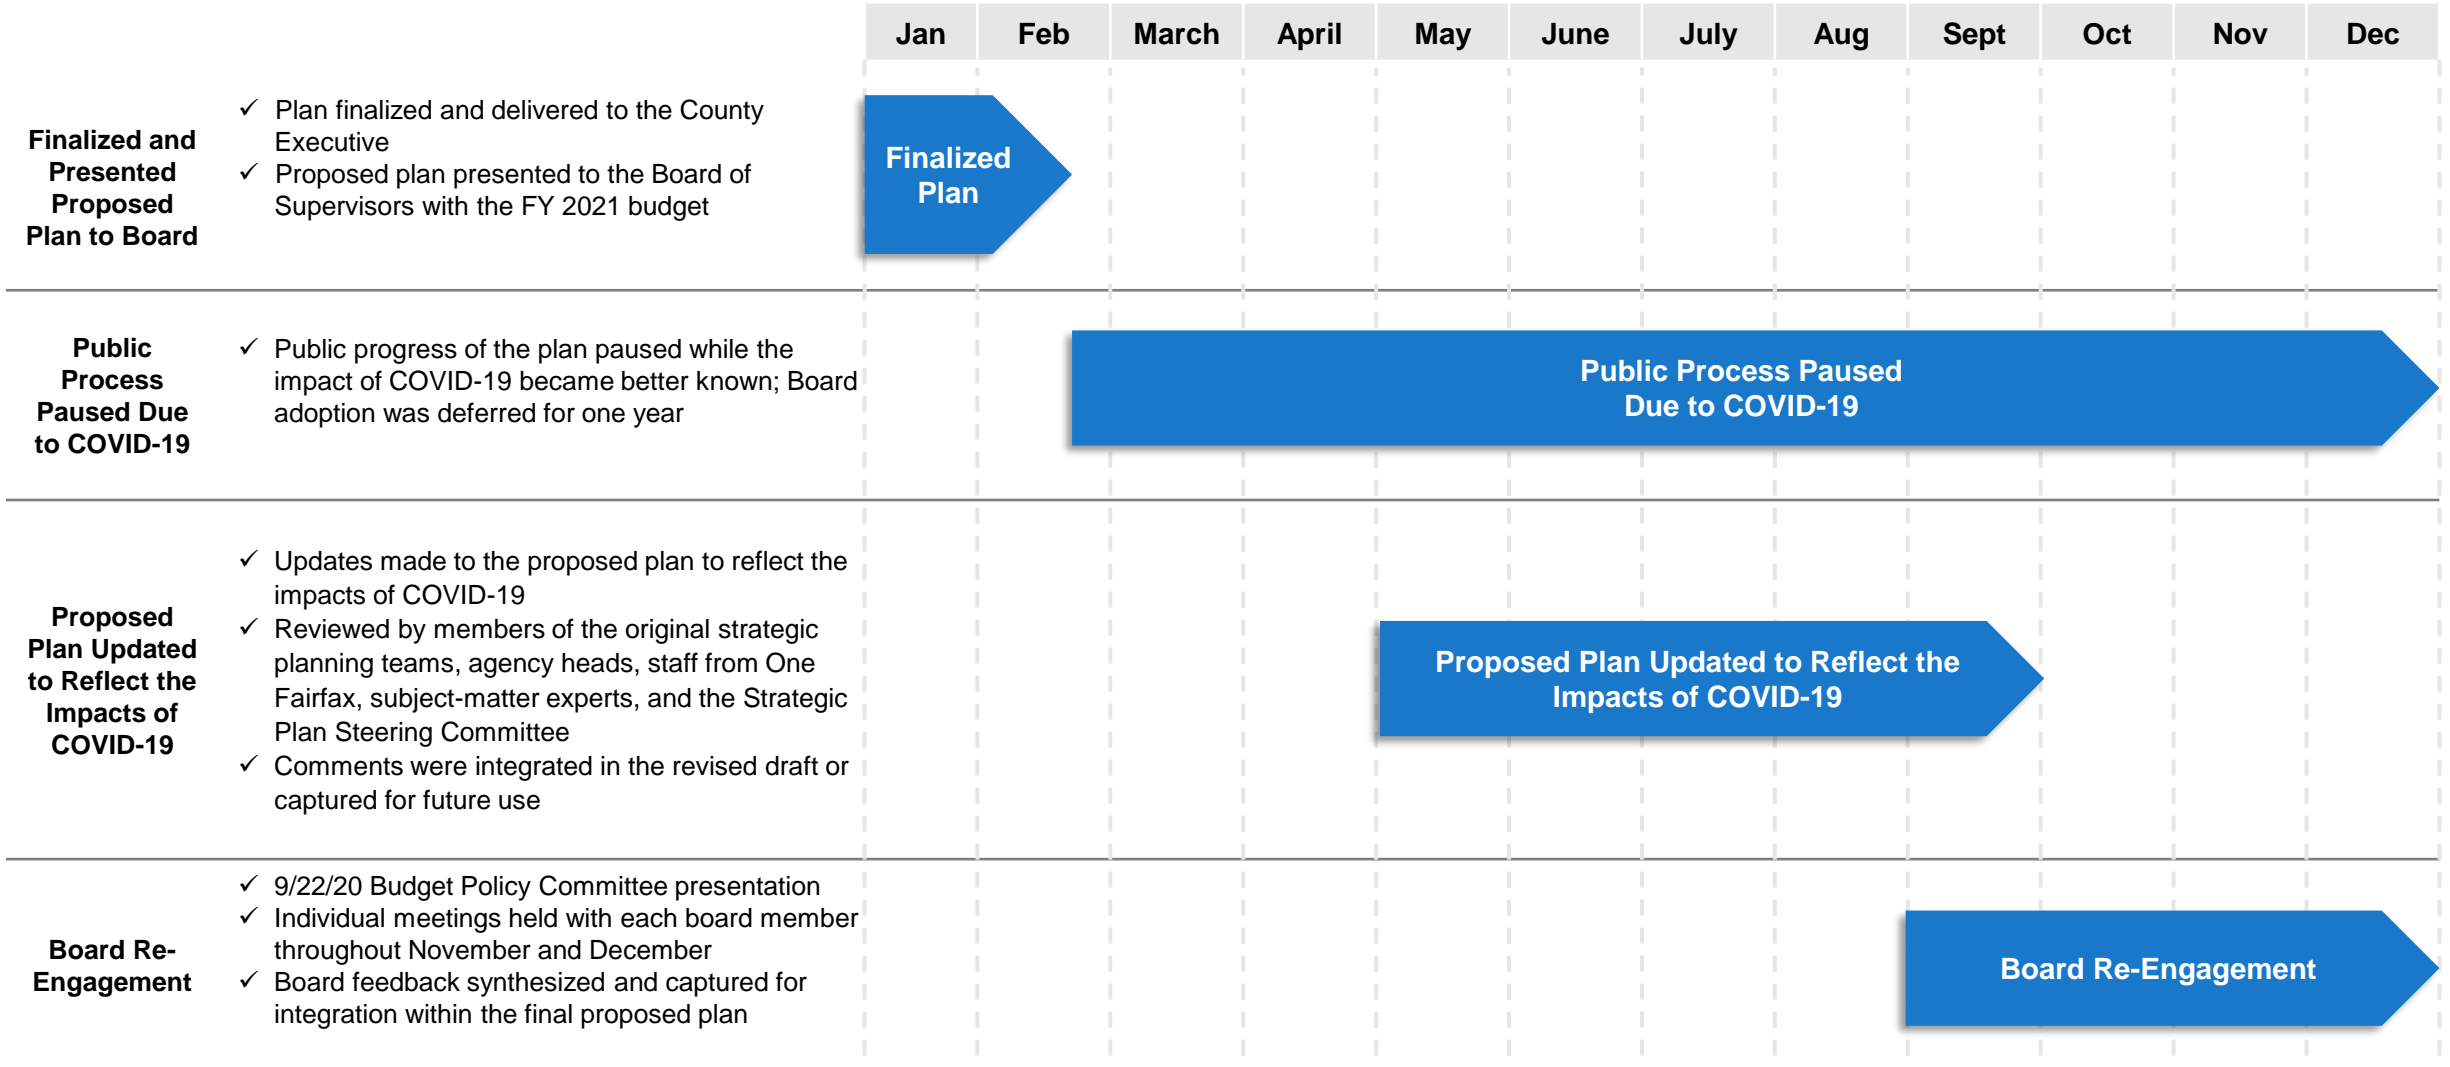 Jan Feb March April May June July Aug Sept Oct Nov Dec
Finalized and
Presented
Proposed
Plan to Board
✓ Plan finalized and delivered to the County
Executive
✓ Proposed plan presented to the Board of
Supervisors with the FY 2021 budget
Finalized
Plan
Public
Process
Paused Due
to COVID-19
✓ Public progress of the plan paused while the
impact of COVID-19 became better known; Board
adoption was deferred for one year
Public Process Paused
Due to COVID-19
Proposed
Plan Updated
to Reflect the
Impacts of
COVID-19
✓ Updates made to the proposed plan to reflect the
impacts of COVID-19
✓ Reviewed by members of the original strategic
planning teams, agency heads, staff from One
Fairfax, subject-matter experts, and the Strategic
Plan Steering Committee
✓ Comments were integrated in the revised draft or
captured for future use
Proposed Plan Updated to Reflect the
Impacts of COVID-19
Board Re-
Engagement
✓ 9/22/20 Budget Policy Committee presentation
✓ Individual meetings held with each board member
throughout November and December
✓ Board feedback synthesized and captured for
integration within the final proposed plan
Board Re-Engagement